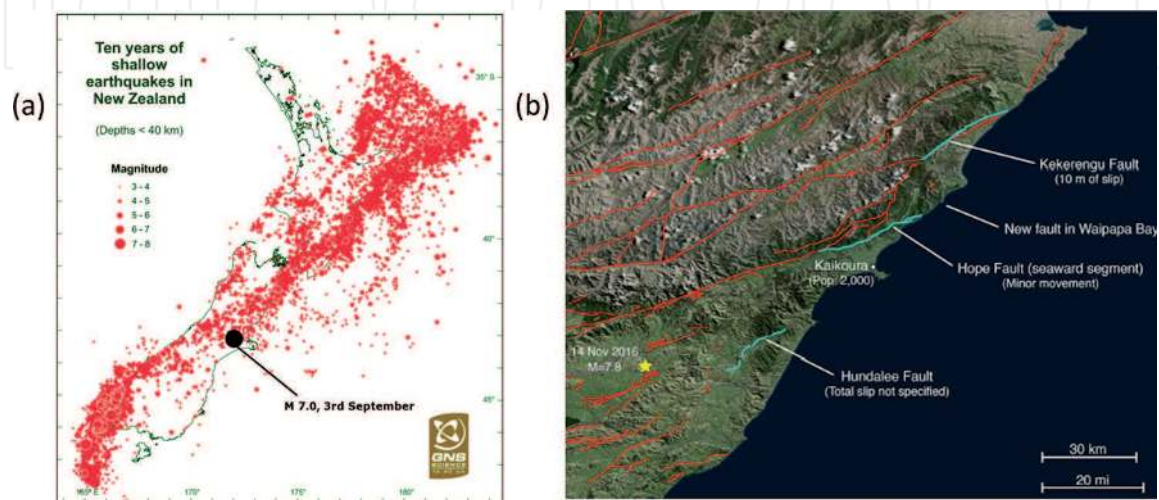 (a)
Ten years of
shallow
earthquakes in
New Zealand
(Depths < 40 km)
Magnitude
3 - 4
4 - 5
5 - 6
6 - 7
7 - 8
35° S
40°
45°
M 7.0, 3rd September
GNS
SCIENCE
165° E
170°
175°
180°
(b)
Kekerengu Fault
(10 m of slip)
New fault in Waipapa Bay
Hope Fault (seaward segment)
(Minor movement)
Kaikoura
(Pop. 2,000)
14 Nov 2016
M=7.8
Hundalee Fault
(Total slip not specified)
30 km
20 mi